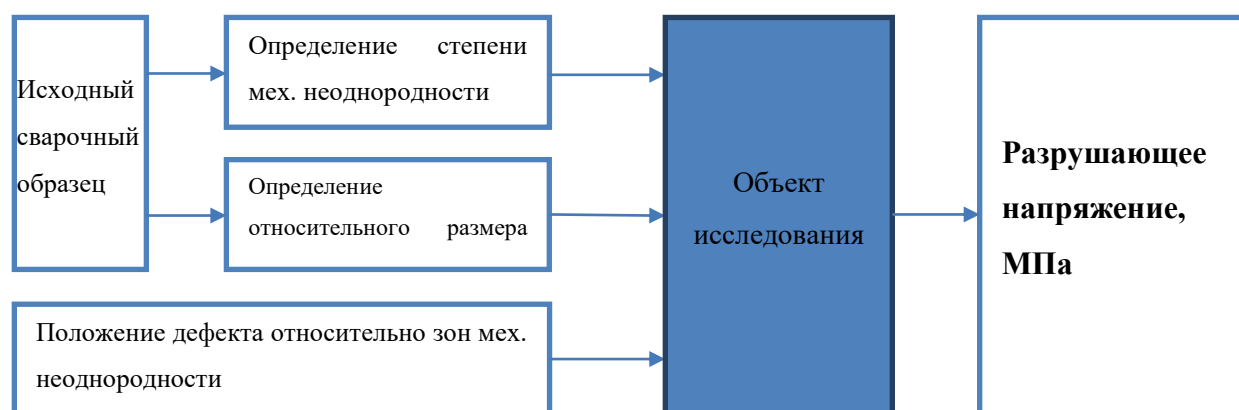 Исходный
сварочный
образец
Определение степени
мех. неоднородности
Определение
относительного размера
Положение дефекта относительно зон мех.
неоднородности
Объект
исследования
Разрушающее
напряжение,
МПа